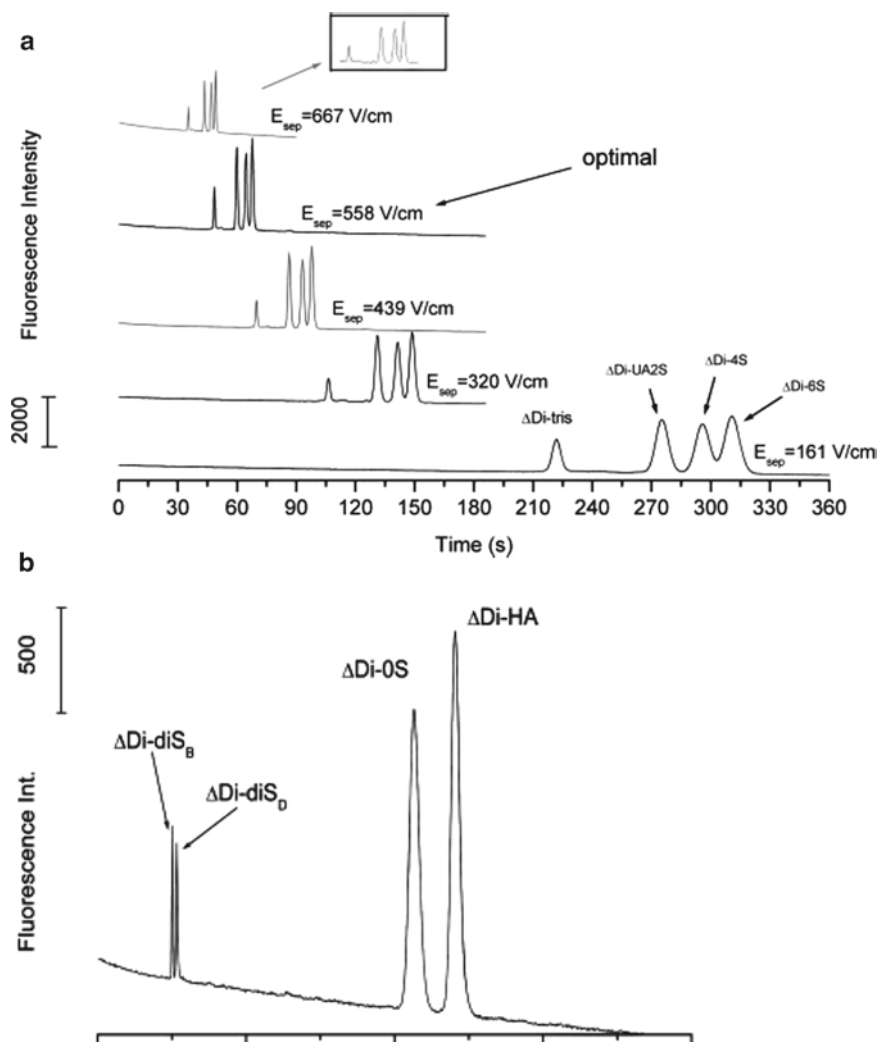 a
E_sep=667 V/cm
optimal
E_sep=558 V/cm
E_sep=439 V/cm
E_sep=320 V/cm
ΔDi-tris
ΔDi-UA2S
ΔDi-4S
ΔDi-6S
E_sep=161 V/cm
Fluorescence Intensity
2000
0 30 60 90 120 150 180 210 240 270 300 330 360
Time (s)
b
500
ΔDi-HA
ΔDi-0S
ΔDi-diS_B
ΔDi-diS_D
Fluorescence Int.